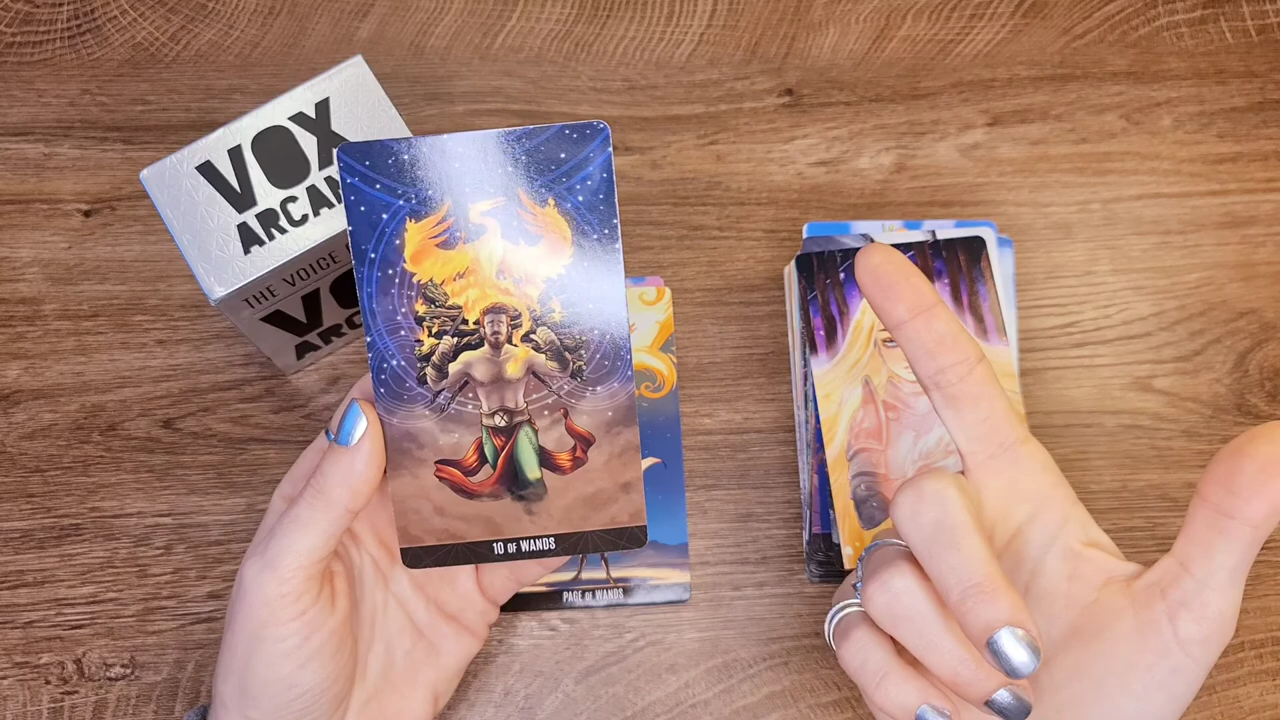 VOX
ARCAN
THE VOICE
VO
ARC
X
10 OF WANDS
PAGE OF WANDS